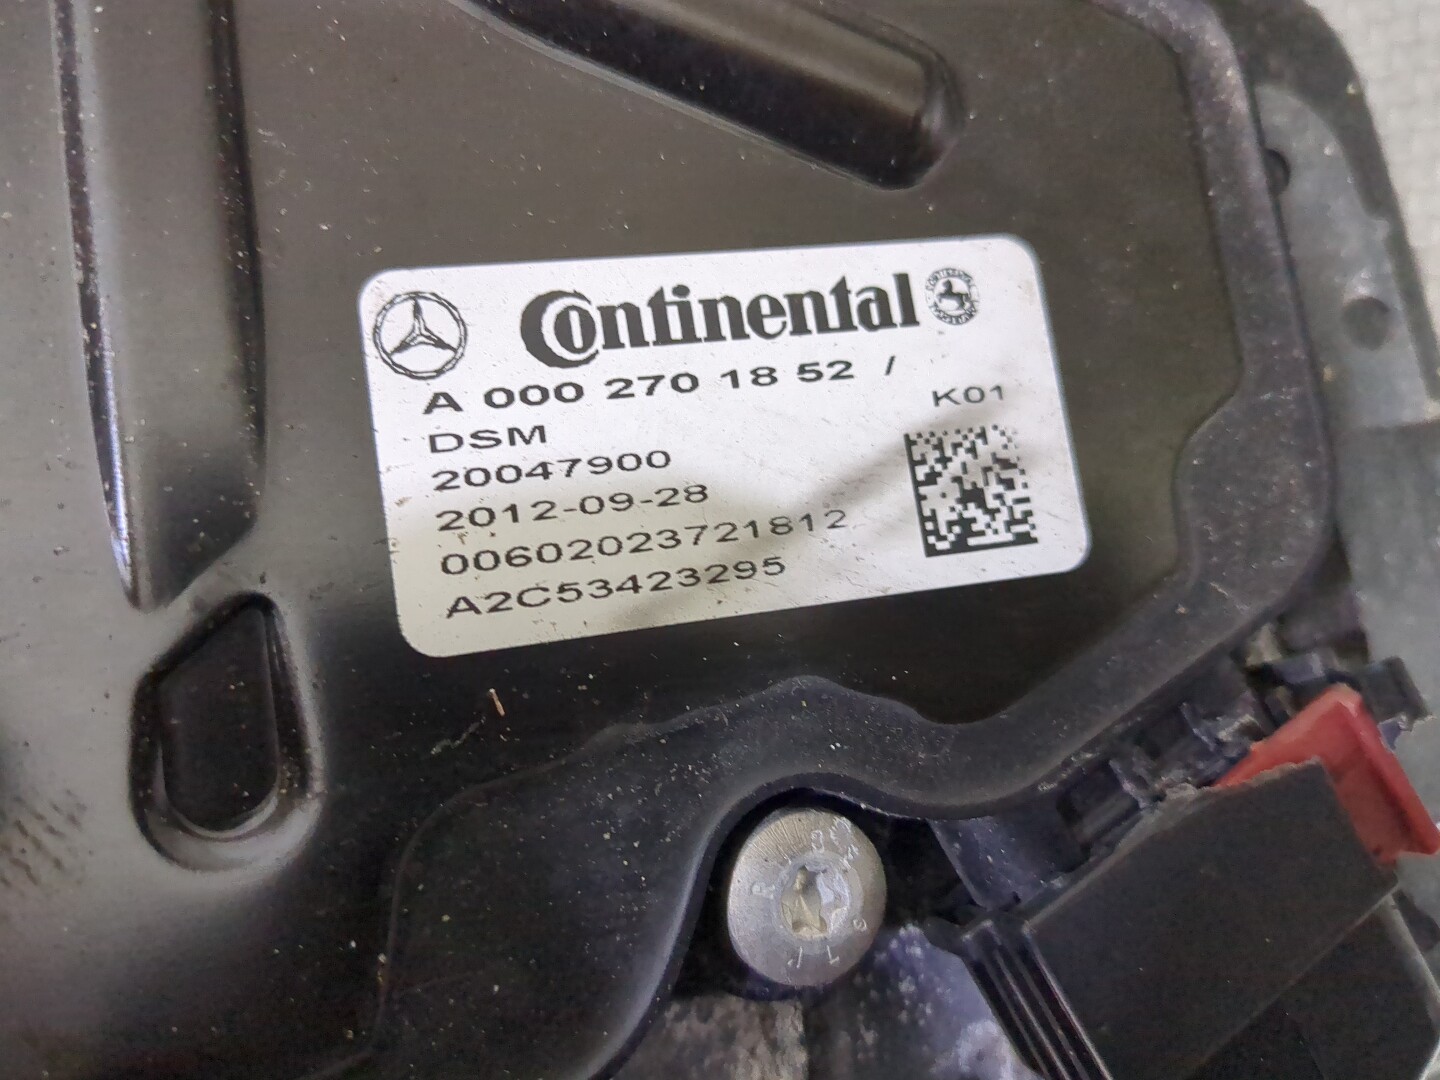 Continental
A 000 270 18 52 /
K01
DSM
20047900
2012-09-28
00602023721812
A2C53423295